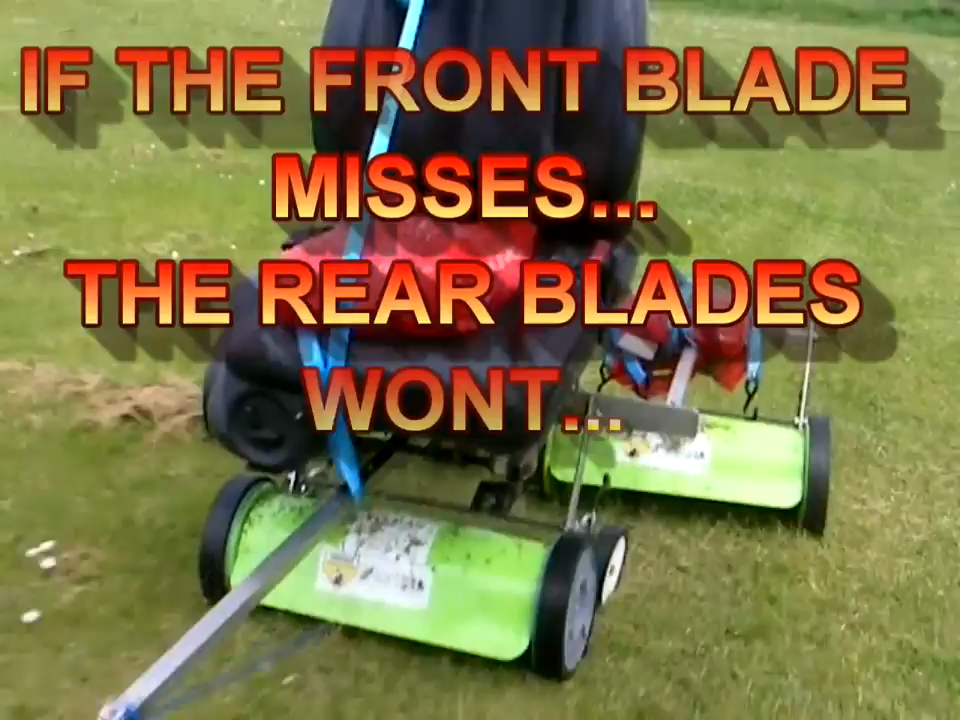 IF THE FRONT BLADE
MISSES...
THE REAR BLADES
WONT...